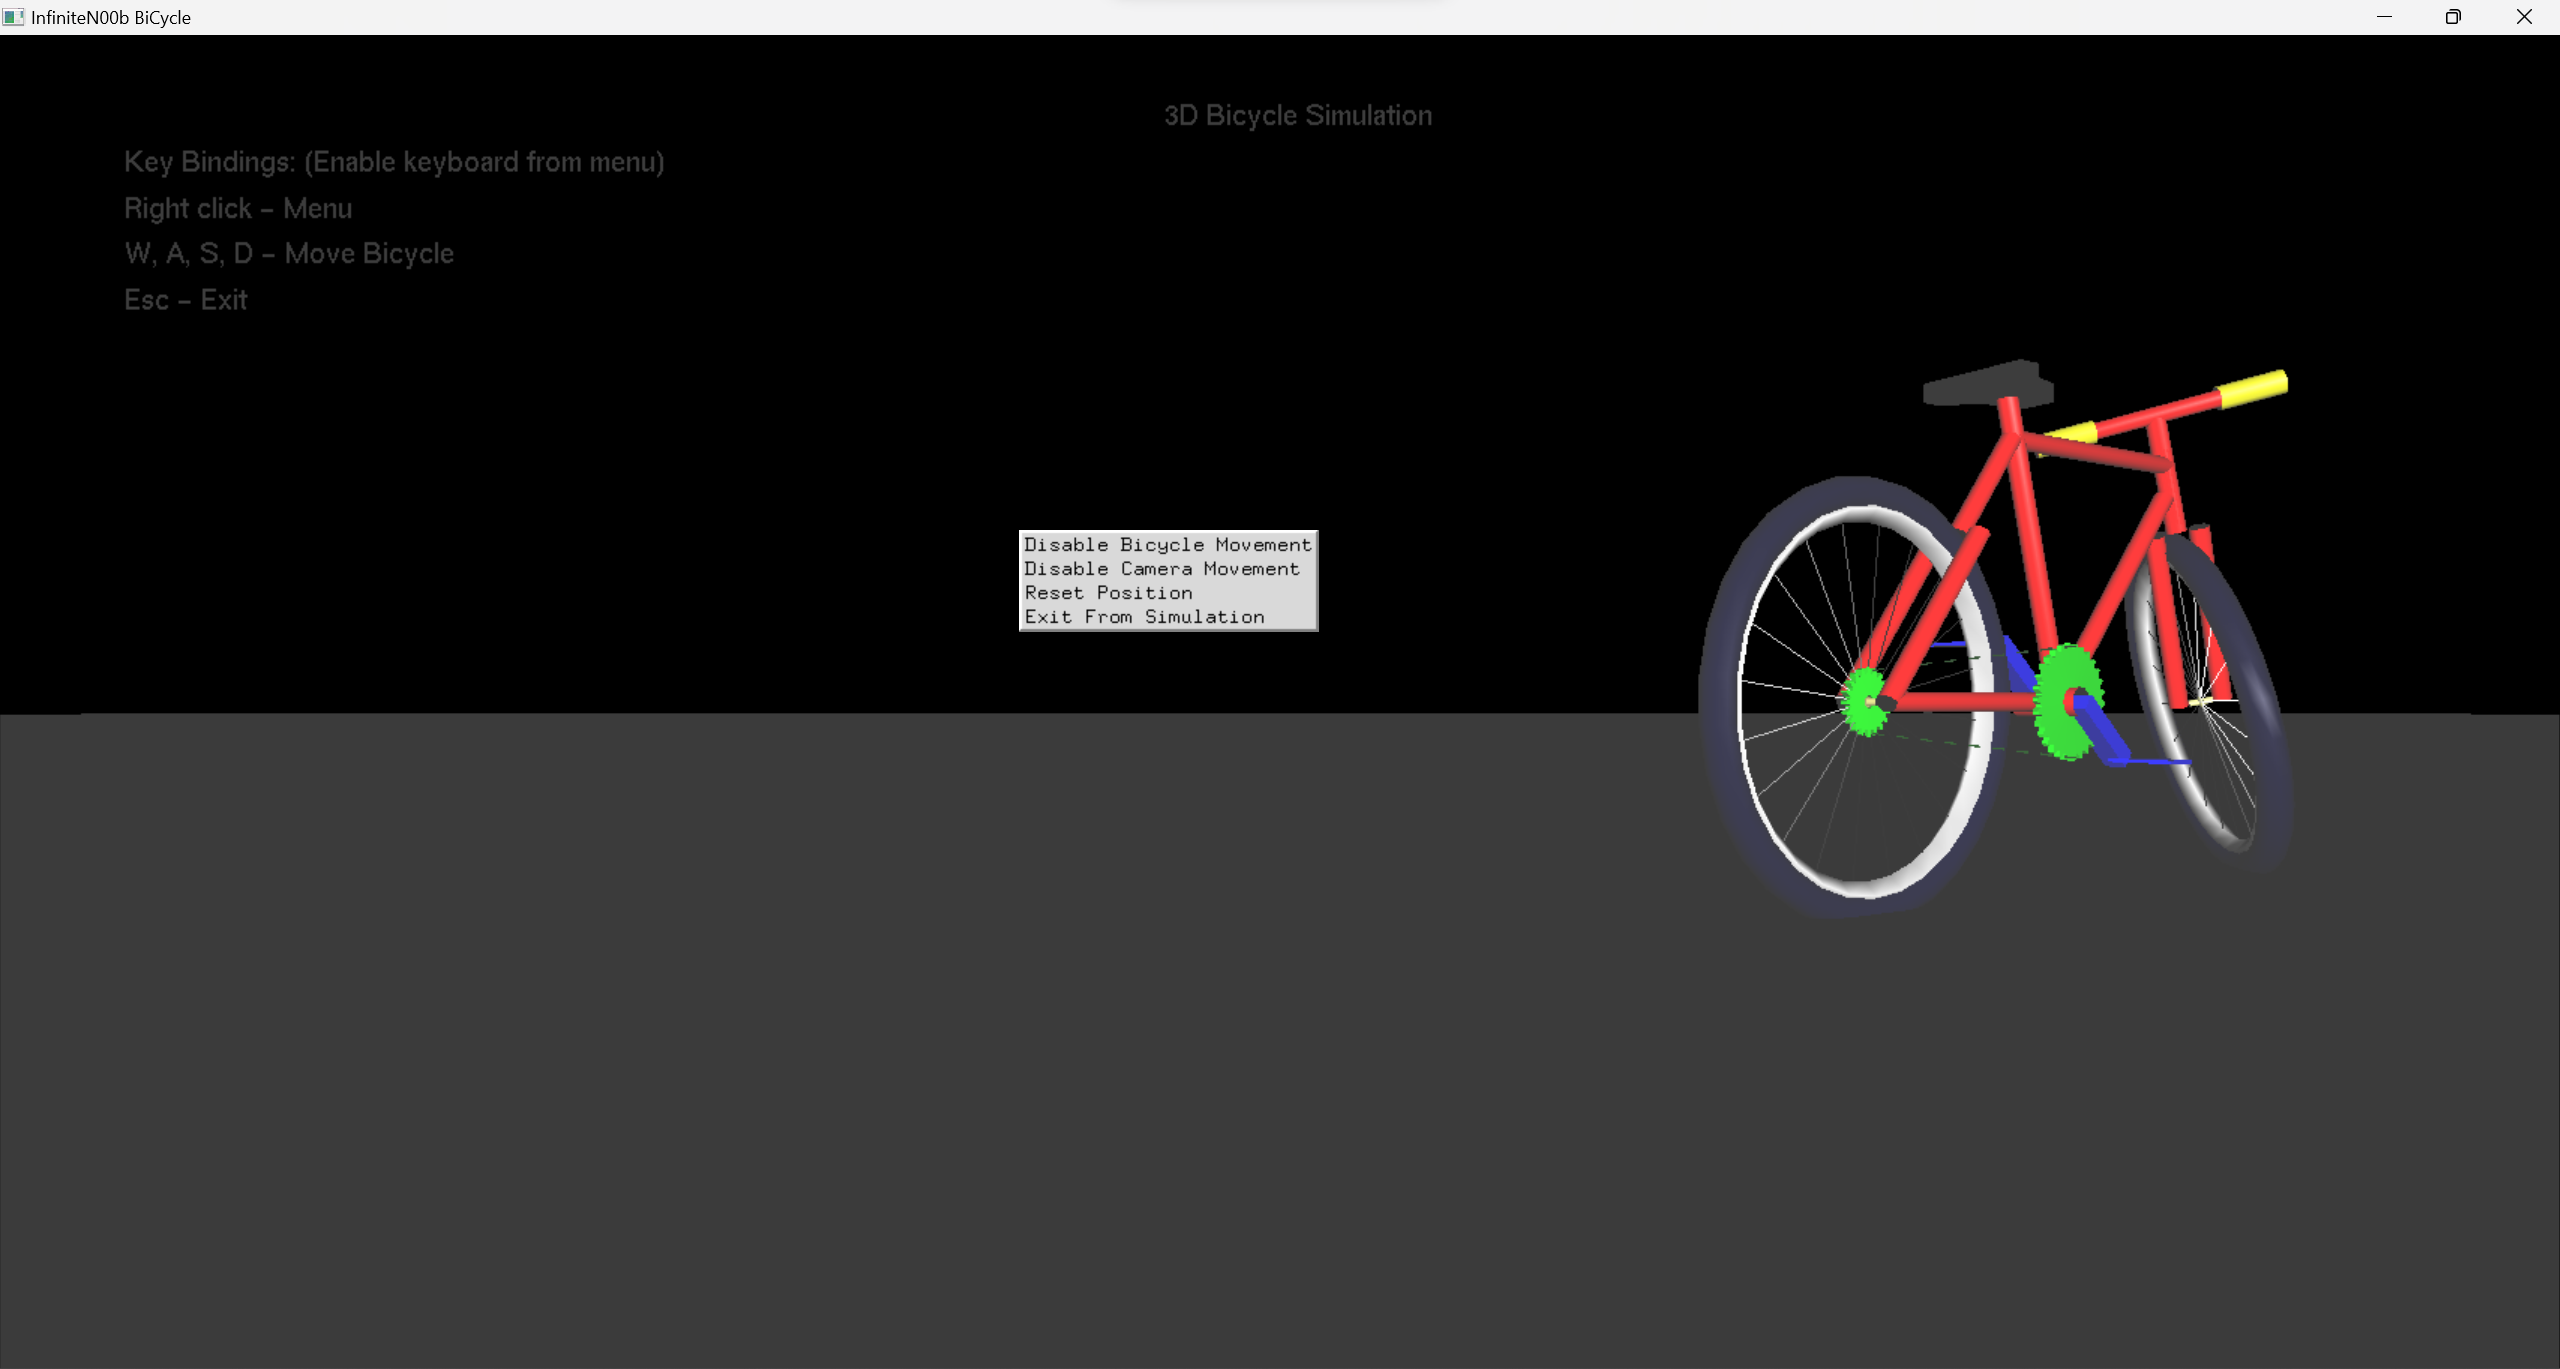 InfiniteN00b BiCycle
3D Bicycle Simulation
Key Bindings: (Enable keyboard from menu)
Right click - Menu
W, A, S, D - Move Bicycle
Esc - Exit
Disable Bicycle Movement
Disable Camera Movement
Reset Position
Exit From Simulation